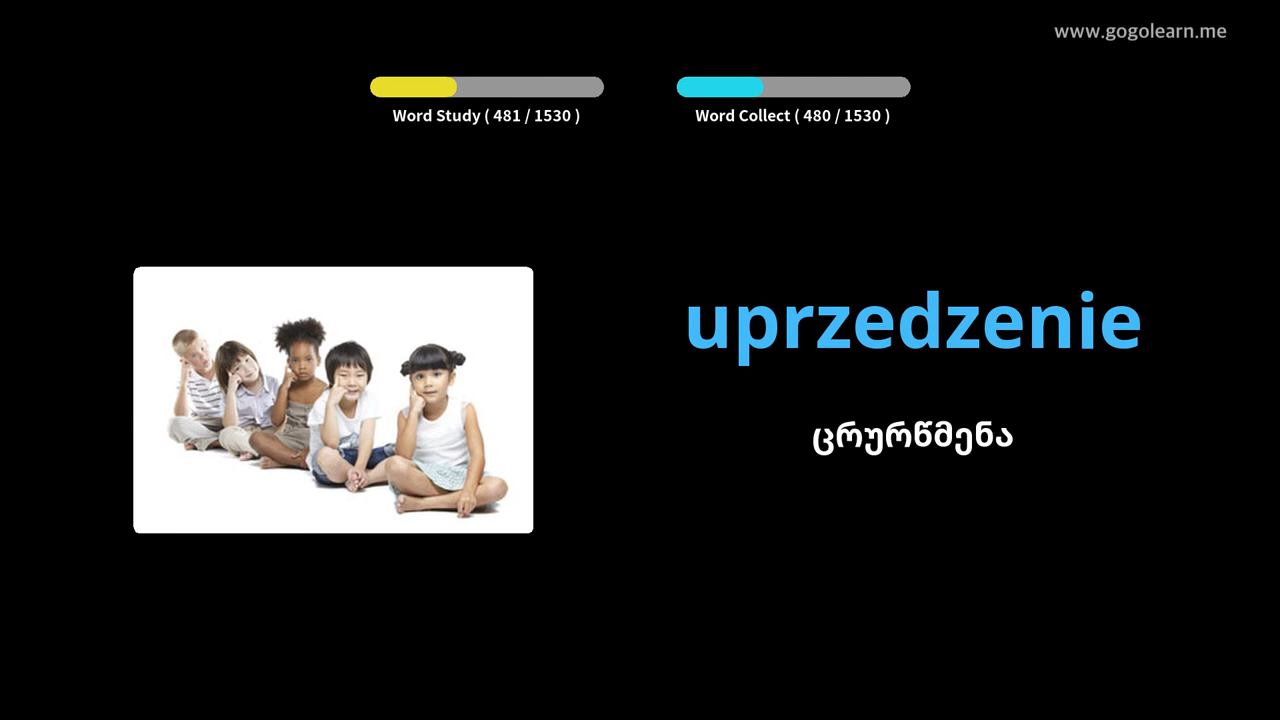 www.gogolearn.me
Word Study ( 481 / 1530 )
Word Collect ( 480 / 1530 )
uprzedzenie
ცრურწმენა